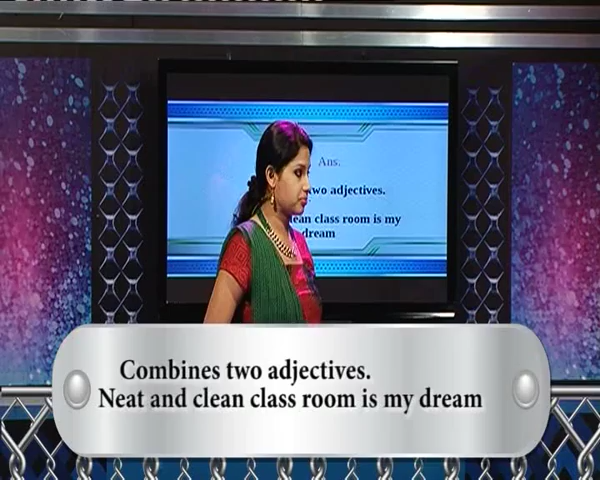 Ans.
two adjectives.
class room is my
dream
Combines two adjectives.
Neat and clean class room is my dream